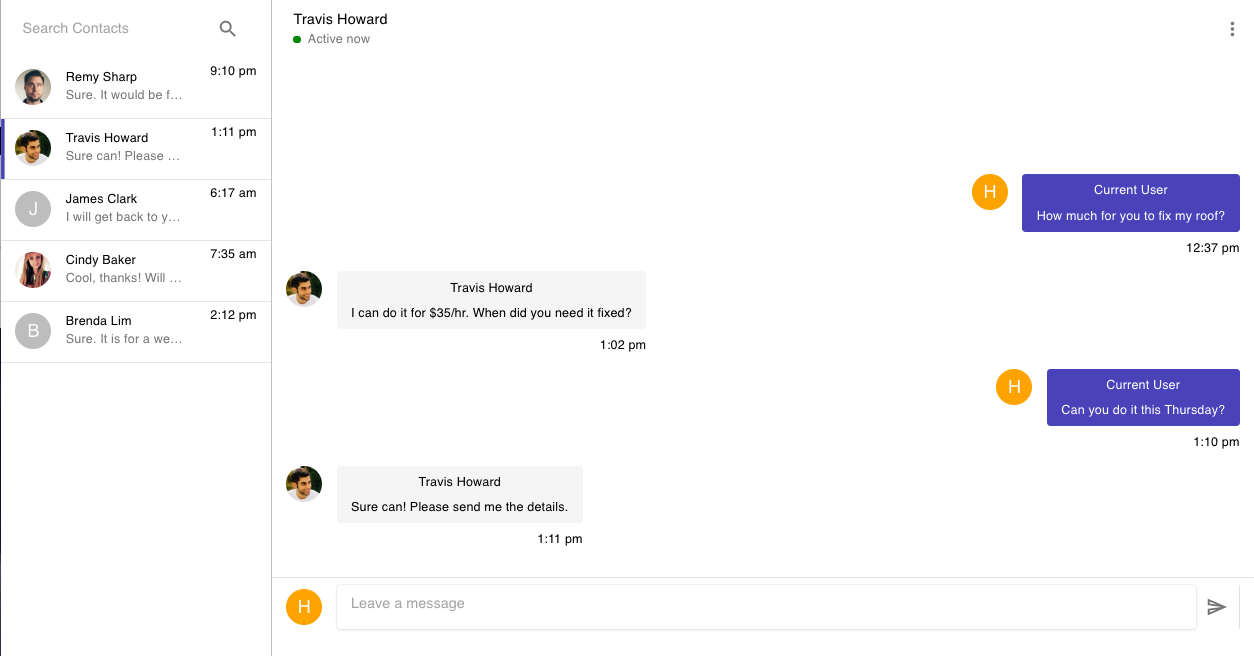 Search Contacts
Remy Sharp
9:10 pm
Sure. It would be f…
Travis Howard
1:11 pm
Sure can! Please …
J
James Clark
6:17 am
I will get back to y…
Cindy Baker
7:35 am
Cool, thanks! Will …
B
Brenda Lim
2:12 pm
Sure. It is for a we…
Travis Howard
Active now
H
Current User
How much for you to fix my roof?
12:37 pm
Travis Howard
I can do it for $35/hr. When did you need it fixed?
1:02 pm
H
Current User
Can you do it this Thursday?
1:10 pm
Travis Howard
Sure can! Please send me the details.
1:11 pm
H
Leave a message